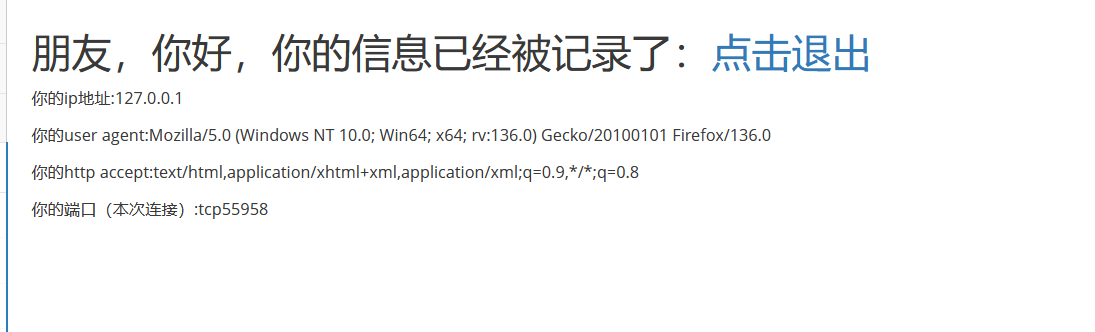 朋友，你好，你的信息已经被记录了：点击退出
你的ip地址:127.0.0.1
你的user agent:Mozilla/5.0 (Windows NT 10.0; Win64; x64; rv:136.0) Gecko/20100101 Firefox/136.0
你的http accept:text/html,application/xhtml+xml,application/xml;q=0.9,*/*;q=0.8
你的端口（本次连接）:tcp55958